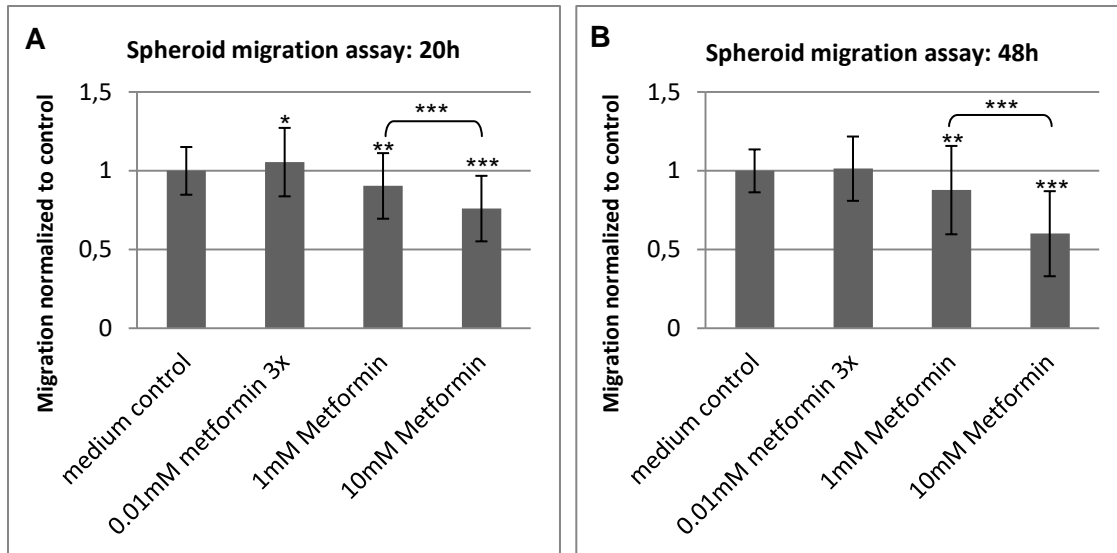 A
Spheroid migration assay: 20h
Migration normalized to control
1,5
1
0,5
0
*
**
***
***
medium control
0.01mM metformin 3x
1mM Metformin
10mM Metformin
B
Spheroid migration assay: 48h
Migration normalized to control
1,5
1
0,5
0
**
***
***
medium control
0.01mM metformin 3x
1mM Metformin
10mM Metformin